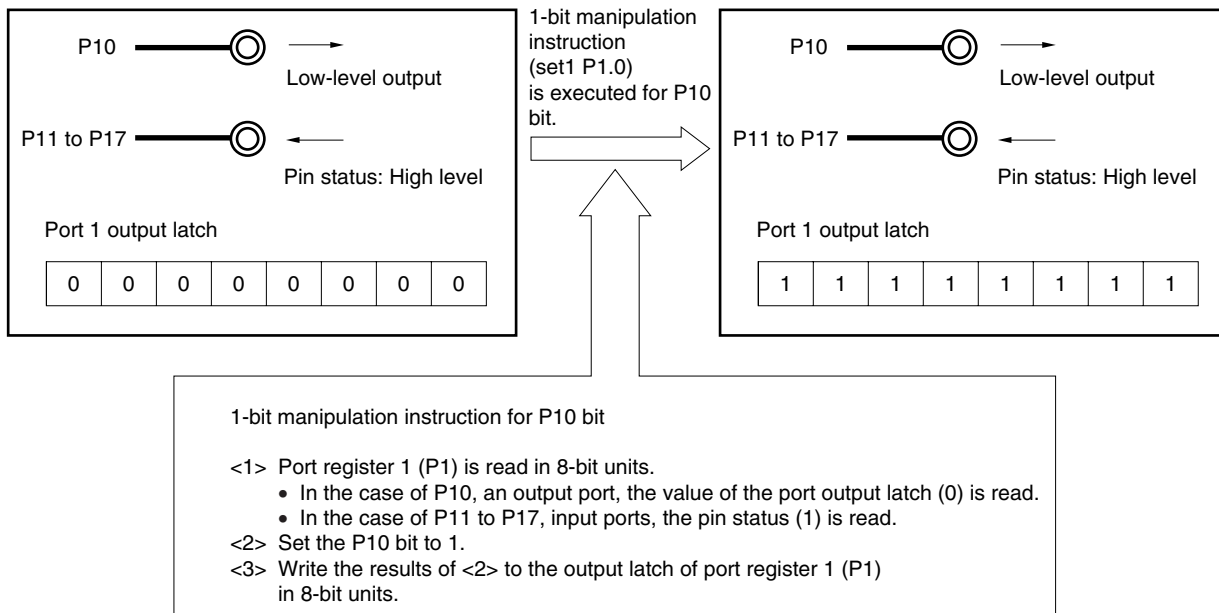 P10
Low-level output
P11 to P17
Pin status: High level
Port 1 output latch
0 0 0 0 0 0 0 0
1-bit manipulation
instruction
(set1 P1.0)
is executed for P10
bit.
P10
Low-level output
P11 to P17
Pin status: High level
Port 1 output latch
1 1 1 1 1 1 1 1
1-bit manipulation instruction for P10 bit
<1> Port register 1 (P1) is read in 8-bit units.
• In the case of P10, an output port, the value of the port output latch (0) is read.
• In the case of P11 to P17, input ports, the pin status (1) is read.
<2> Set the P10 bit to 1.
<3> Write the results of <2> to the output latch of port register 1 (P1)
in 8-bit units.